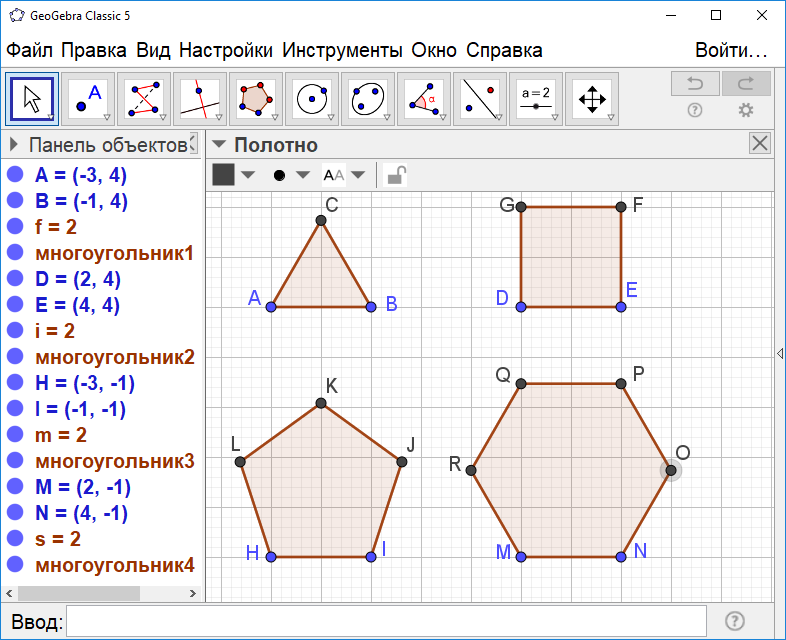 GeoGebra Classic 5
Файл Правка Вид Настройки Инструменты Окно Справка Войти…
A α a = 2
Панель объектов
Полотно
AA
A = (-3, 4)
B = (-1, 4)
f = 2
многоугольник1
D = (2, 4)
E = (4, 4)
i = 2
многоугольник2
H = (-3, -1)
I = (-1, -1)
m = 2
многоугольник3
M = (2, -1)
N = (4, -1)
s = 2
многоугольник4
C G F
A B D E
K Q P
L J R O
H I M N
Ввод: